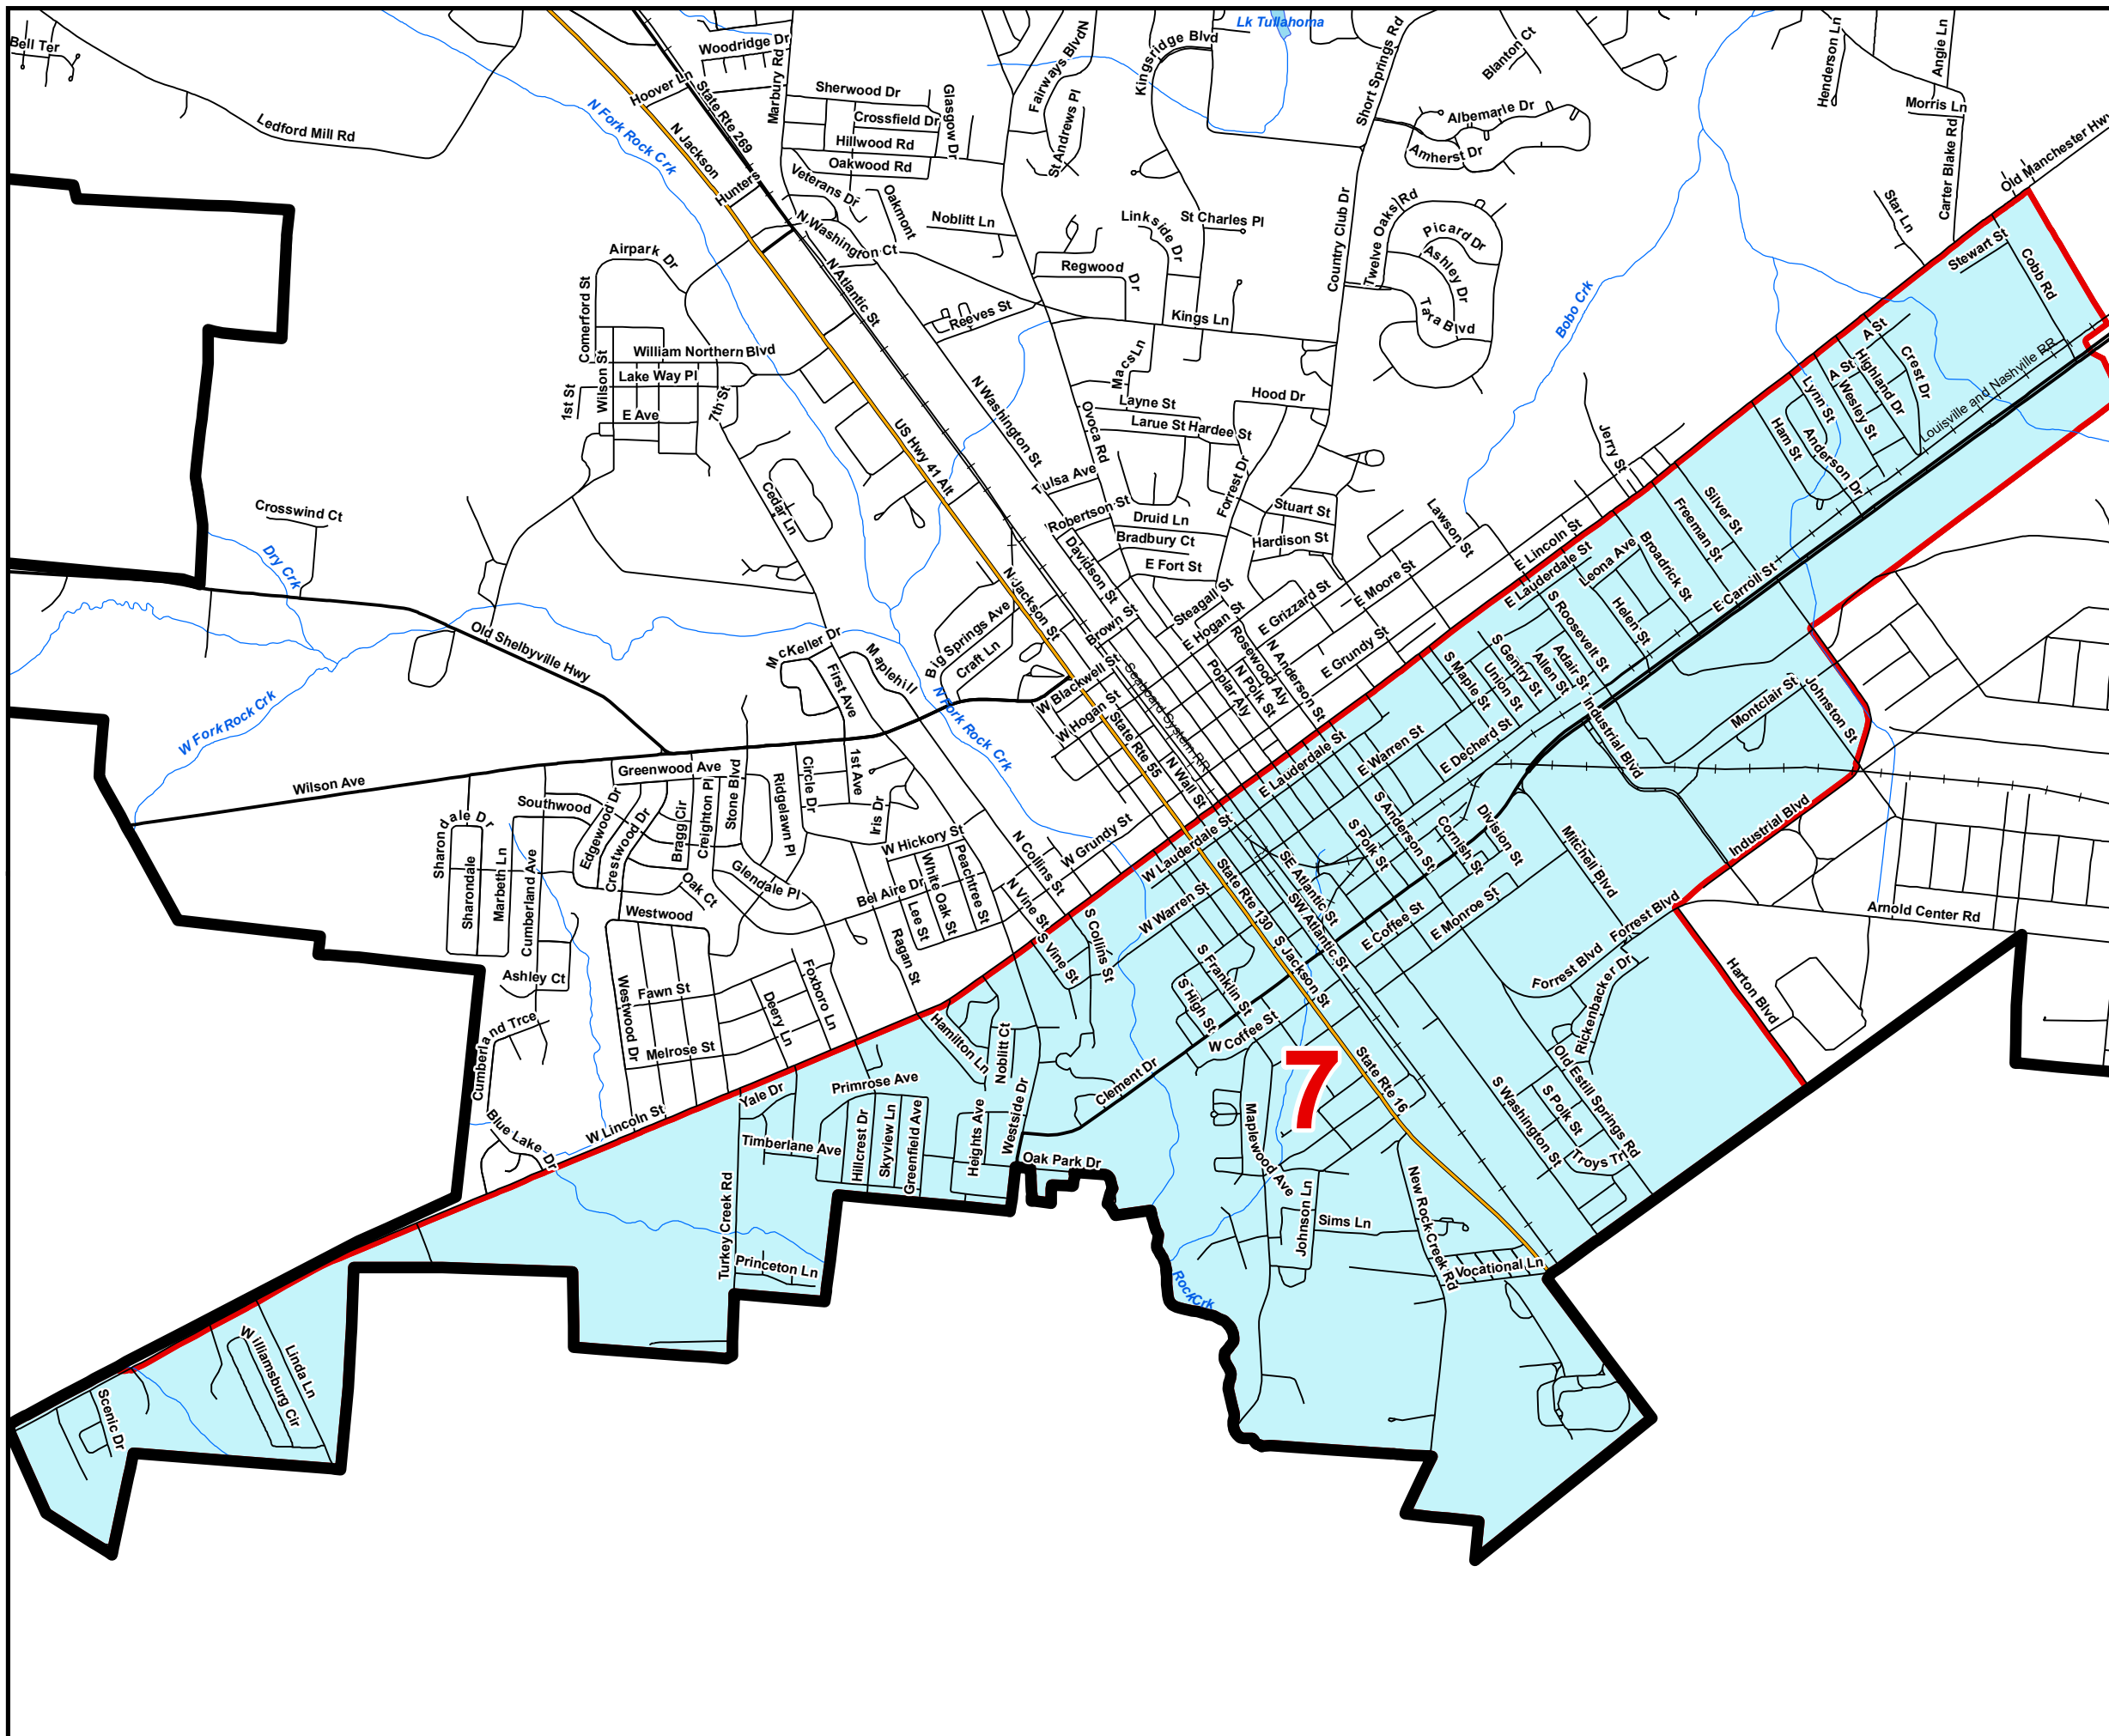 Bell Ter
Ledford Mill Rd
Hoover Ln
Woodridge Dr
State Rte 269
Marbury Rd
N Fork Rock Crk
N Jackson
Hunters
Sherwood Dr
Crossfield Dr
Glasgow Dr
Hillwood Rd
Oakwood Rd
Veterans Dr
Oakmont
N Washington Ct
Noblitt Ln
Fairways Blvd N
St Andrews Pl
Kingsridge Blvd
Lk Tullahoma
Short Springs Rd
Blanton Ct
Albemarle Dr
Amherst Dr
Henderson Ln
Angie Ln
Morris Ln
Carter Blake Rd
Old Manchester Hwy
Star Ln
Stewart St
Cobb Rd
Linkside Dr
St Charles Pl
Country Club Dr
Twelve Oaks Rd
Picard Dr
Ashley Dr
Tara Blvd
Bobo Crk
Airpark Dr
N Atlantic St
Comerford St
Regwood Dr
Reeves St
Kings Ln
William Northern Blvd
Lake Way Pl
Wilson St
1st St
E Ave
7th St
Macs Ln
Layne St
Larue St
Hardee St
Hood Dr
N Washington St
Ovoca Rd
US Hwy 41 Alt
Tulsa Ave
Forrest Dr
Cedar Ln
Crosswind Ct
Dry Crk
Robertson St
Druid Ln
Bradbury Ct
E Fort St
Davidson St
Stuart St
Hardison St
Lawson St
Jerry St
A St
A St
Highland Dr
Crest Dr
Lynn St
Wesley St
Ham St
Anderson Dr
Louisville and Nashville RR
E Lincoln St
Silver St
Freeman St
Broadrick St
E Carroll St
E Lauderdale St
Leona Ave
Helen St
S Roosevelt St
Adair St
Allen St
S Gentry St
Union St
S Maple St
E Moore St
E Grizzard St
Steagall St
E Hogan St
E Grundy St
N Anderson St
Rosewood Aly
N Polk St
Poplar Aly
Brown St
N Jackson St
Big Springs Ave
Craft Ln
W Blackwell St
Seaboard System RR
W Hogan St
State Rte 55
N Wall St
McKeller Dr
First Ave
Maplehill
N Fork Rock Crk
Old Shelbyville Hwy
W Fork Rock Crk
Wilson Ave
Greenwood Ave
Southwood
Sharondale Dr
Sharondale
Marbeth Ln
Cumberland Ave
Edgewood Dr
Crestwood Dr
Bragg Cir
Creighton Pl
Stone Blvd
Ridgelawn Pl
Circle Dr
1st Ave
Iris Dr
Glendale Pl
Oak Ct
Westwood
Westwood Dr
Ashley Ct
Cumberland Trce
Fawn St
Melrose St
Deery Ln
Foxboro Ln
W Hickory St
Bel Aire Dr
White Oak St
Lee St
Peachtree St
Ragan St
N Collins St
N Vine St
W Grundy St
S Vine St
S Collins St
W Lauderdale St
E Lauderdale St
W Warren St
E Warren St
E Decherd St
Industrial Blvd
Montclair St
Johnston St
Industrial Blvd
Division St
Cornish St
S Anderson St
S Polk St
Mitchell Blvd
SE Atlantic St
SW Atlantic St
State Rte 130
S Jackson St
E Coffee St
E Monroe St
Forrest Blvd
Forrest Blvd
Arnold Center Rd
Harton Blvd
Rickenbacker Dr
Old Estill Springs Rd
S Franklin St
S High St
W Coffee St
Clement Dr
Hamilton Ln
Noblitt Ct
Westside Dr
7
State Rte 16
S Washington St
S Polk St
Troys Trl
Yale Dr
Primrose Ave
Timberlane Ave
Hillcrest Dr
Skyview Ln
Greenfield Ave
Heights Ave
Oak Park Dr
Maplewood Ave
Johnson Ln
Sims Ln
New Rock Creek Rd
Vocational Ln
Rock Crk
W Lincoln St
Blue Lake Dr
Turkey Creek Rd
Princeton Ln
Linda Ln
Williamsburg Cir
Scenic Dr